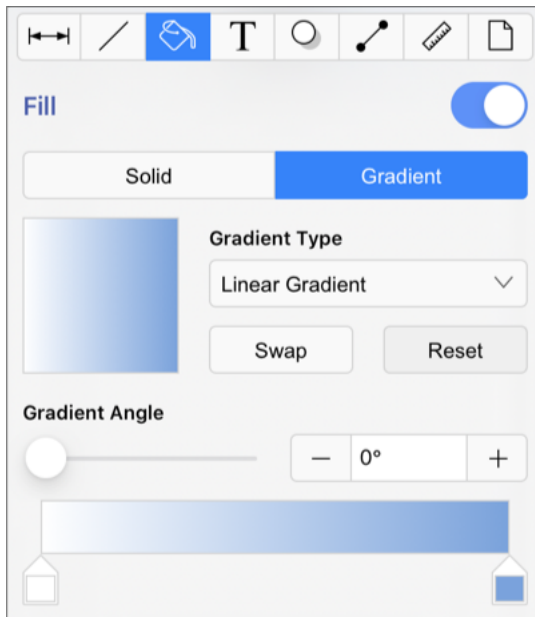 T
Fill
Solid Gradient
Gradient Type
Linear Gradient
Swap Reset
Gradient Angle
— 0° +